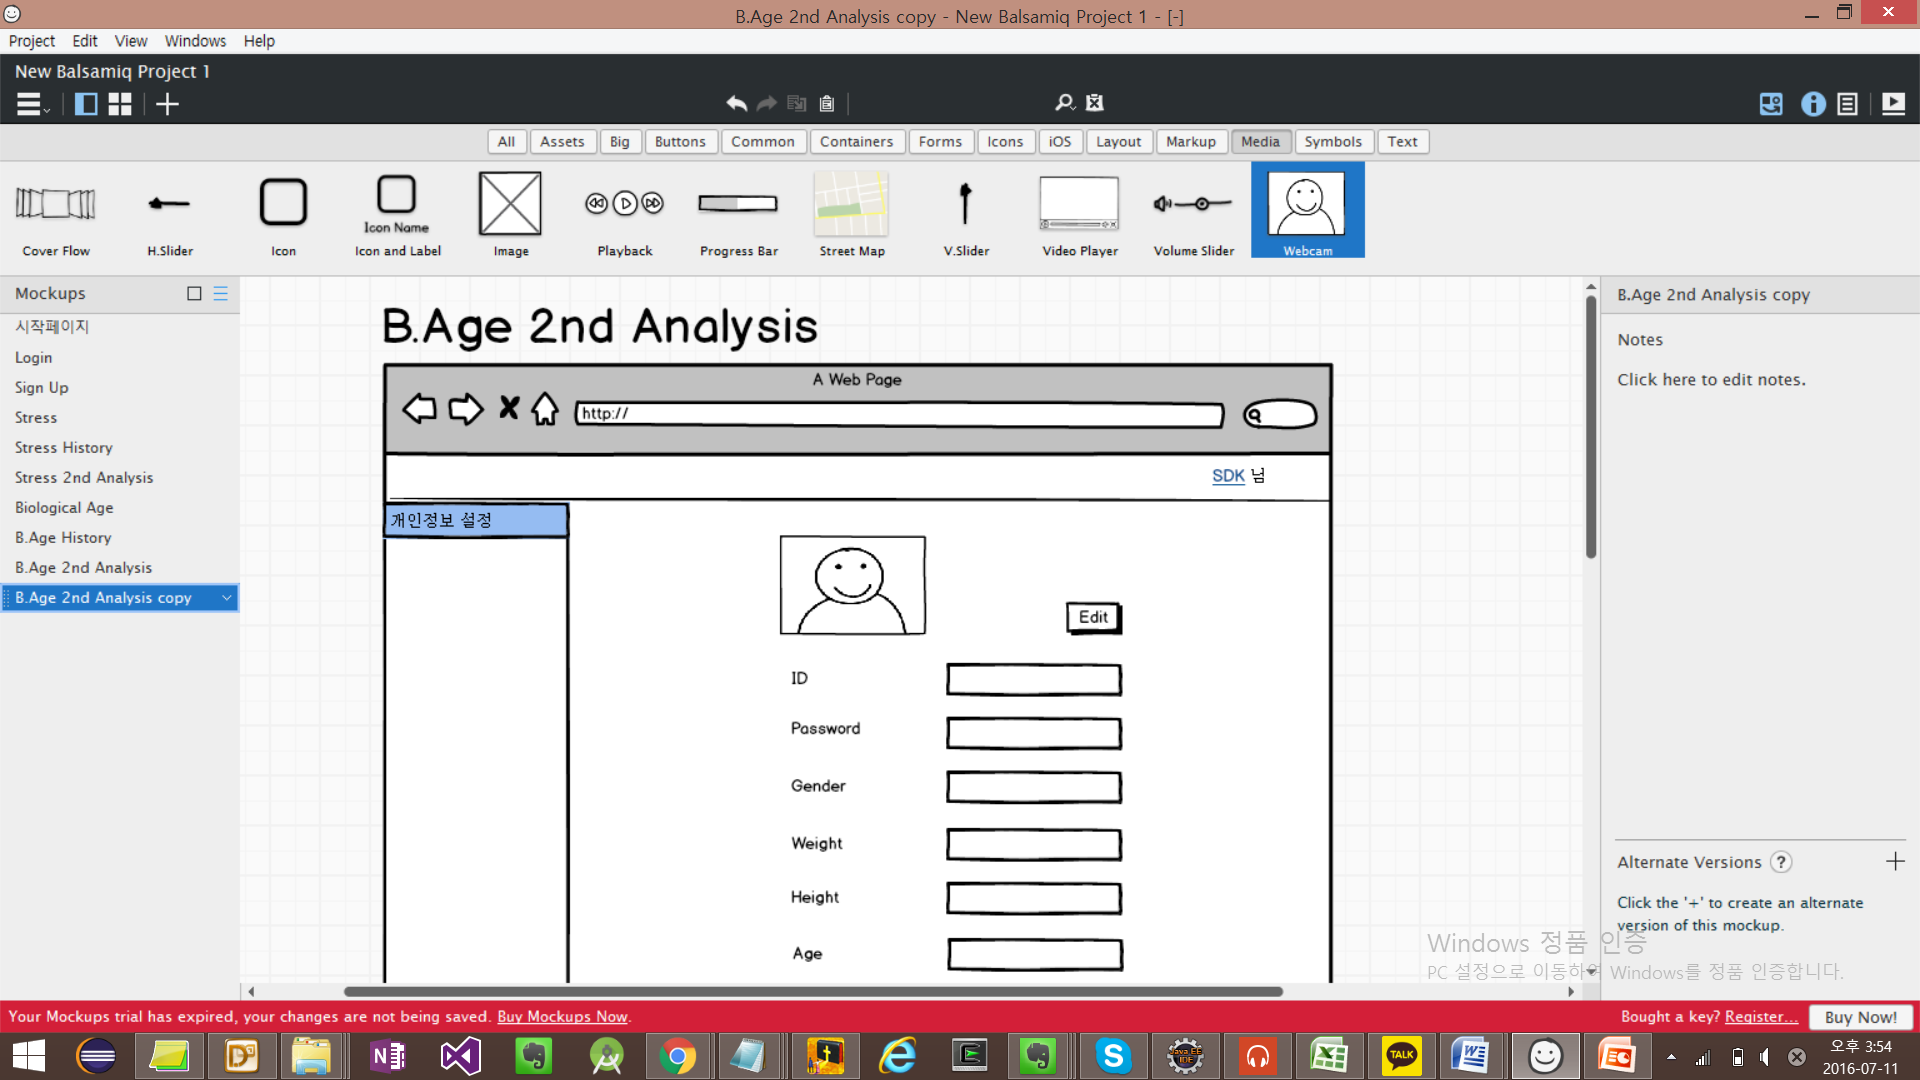 B.Age 2nd Analysis copy - New Balsamiq Project 1 - [-]
Project Edit View Windows Help
New Balsamiq Project 1
All Assets Big Buttons Common Containers Forms Icons iOS Layout Markup Media Symbols Text
Icon Name
Cover Flow H.Slider Icon Icon and Label Image Playback Progress Bar Street Map V.Slider Video Player Volume Slider Webcam
Mockups
시작페이지
Login
Sign Up
Stress
Stress History
Stress 2nd Analysis
Biological Age
B.Age History
B.Age 2nd Analysis
B.Age 2nd Analysis copy
B.Age 2nd Analysis
A Web Page
http://
SDK 님
개인정보 설정
Edit
ID
Password
Gender
Weight
Height
Age
B.Age 2nd Analysis copy
Notes
Click here to edit notes.
Alternate Versions ?
Click the '+' to create an alternate
version of this mockup.
Windows 정품 인증
PC 설정으로 이동하여 Windows를 정품 인증합니다.
Your Mockups trial has expired, your changes are not being saved. Buy Mockups Now.
Bought a key? Register... Buy Now!
TALK
오후 3:54
2016-07-11